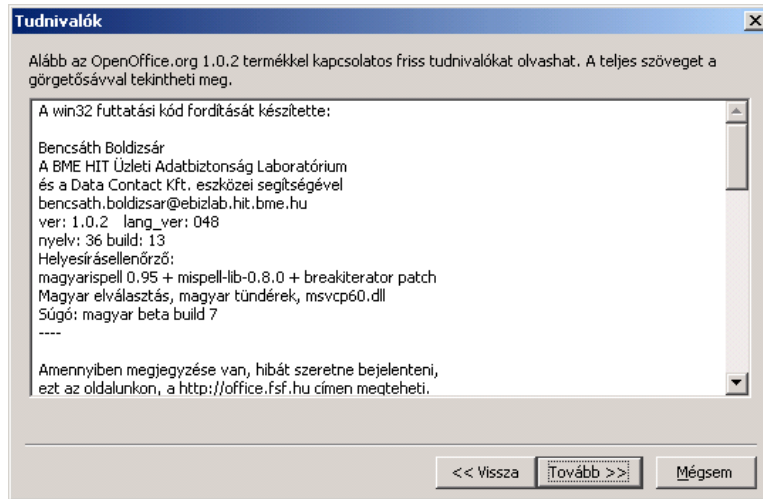 Tudnivalók
Alább az OpenOffice.org 1.0.2 termékkel kapcsolatos friss tudnivalókat olvashat. A teljes szöveget a
görgetősávval tekintheti meg.
A win32 futtatási kód fordítását készítette:
Bencsáth Boldizsár
A BME HIT Üzleti Adatbiztonság Laboratórium
és a Data Contact Kft. eszközei segítségével
bencsath.boldizsar@ebizlab.hit.bme.hu
ver: 1.0.2 lang_ver: 048
nyelv: 36 build: 13
Helyesírásellenőrző:
magyarispell 0.95 + mispell-lib-0.8.0 + breakiterator patch
Magyar elválasztás, magyar tündérek, msvcp60.dll
Súgó: magyar beta build 7
----
Amennyiben megjegyzése van, hibát szeretne bejelenteni,
ezt az oldalunkon, a http://office.fsf.hu címen megteheti.
<< Vissza
Tovább >>
Mégsem